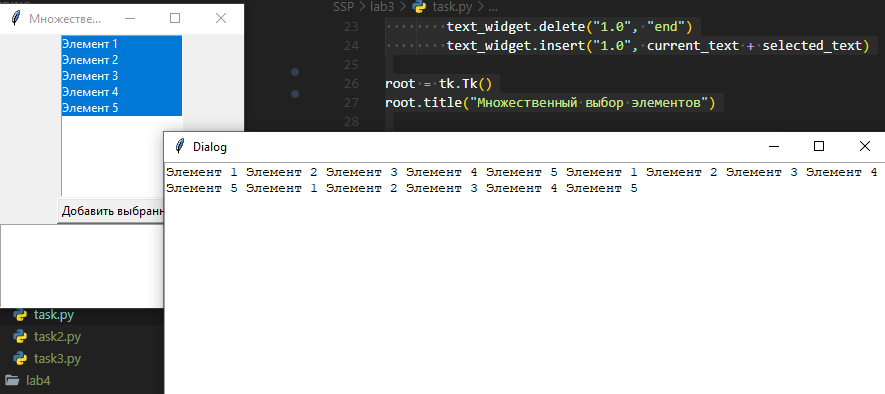 Множестве...
Элемент 1
Элемент 2
Элемент 3
Элемент 4
Элемент 5
Добавить выбранн
task.py
task2.py
task3.py
lab4
SSP > lab3 > task.py > ...
23 text_widget.delete("1.0", "end")
24 text_widget.insert("1.0", current_text + selected_text)
25
26 root = tk.Tk()
27 root.title("Множественный выбор элементов")
28
Dialog
Элемент 1 Элемент 2 Элемент 3 Элемент 4 Элемент 5 Элемент 1 Элемент 2 Элемент 3 Элемент 4
Элемент 5 Элемент 1 Элемент 2 Элемент 3 Элемент 4 Элемент 5